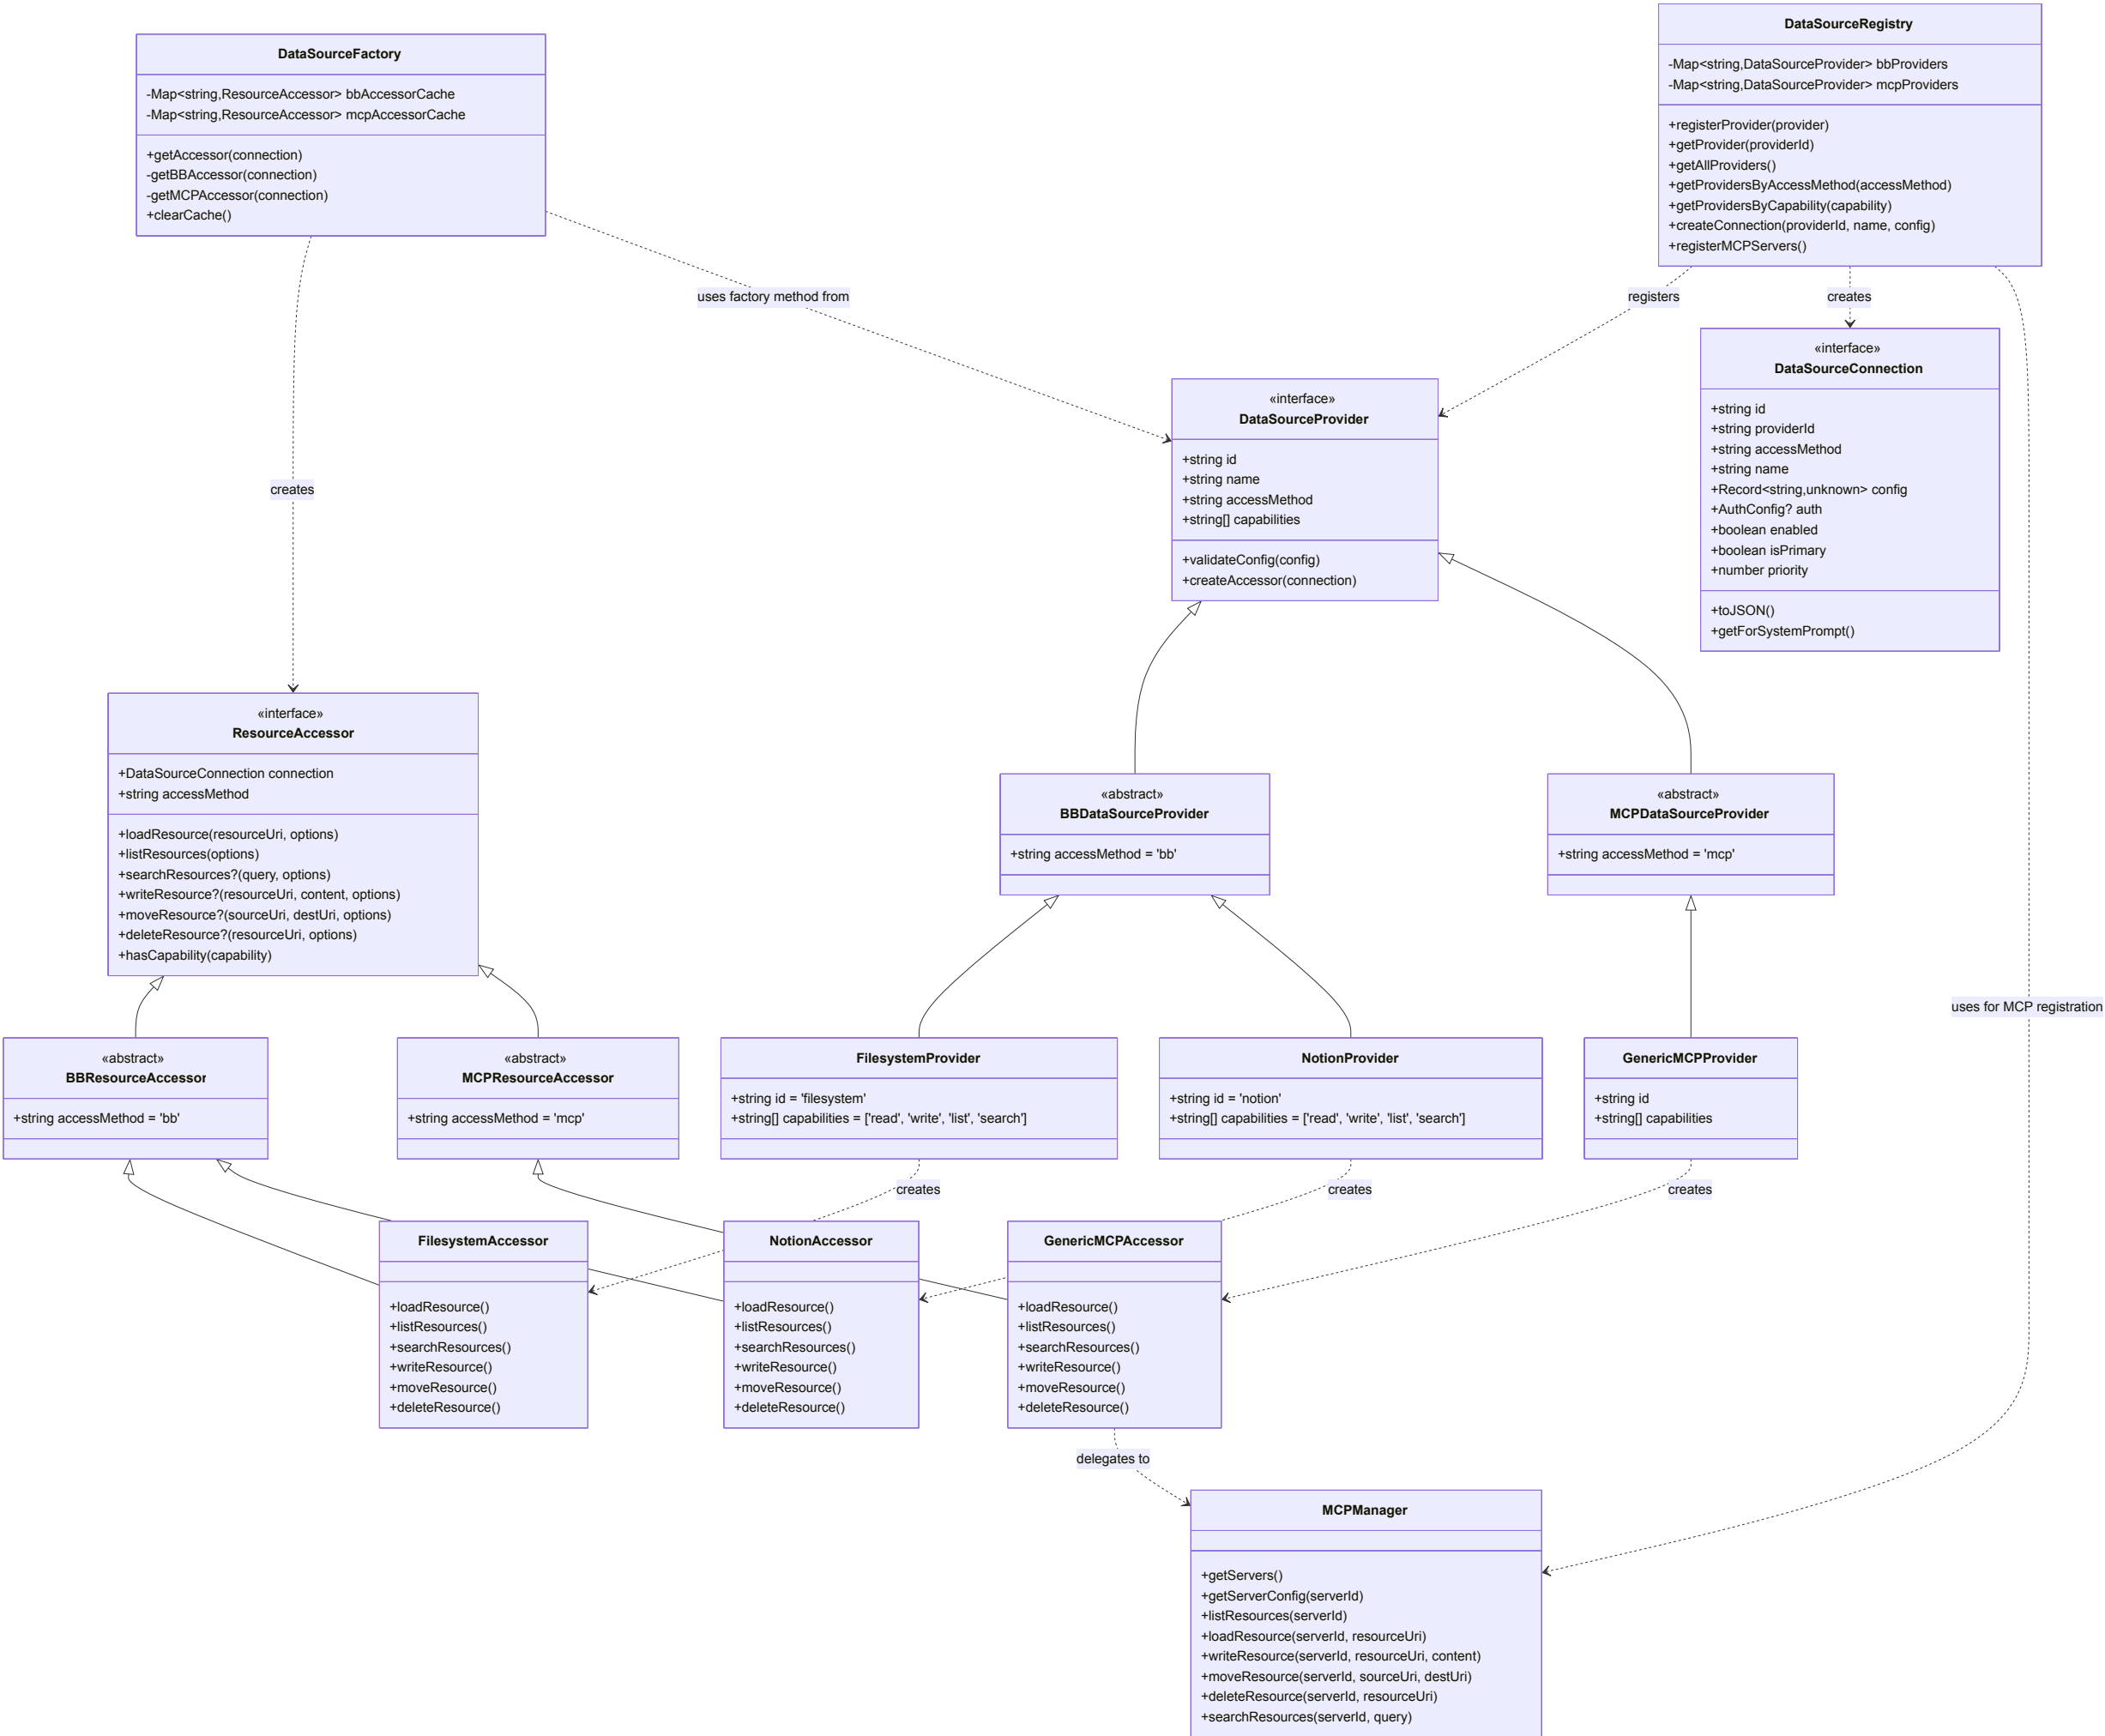 DataSourceFactory
-Map<string,ResourceAccessor> bbAccessorCache
-Map<string,ResourceAccessor> mcpAccessorCache
+getAccessor(connection)
-getBBAccessor(connection)
-getMCPAccessor(connection)
+clearCache()
DataSourceRegistry
-Map<string,DataSourceProvider> bbProviders
-Map<string,DataSourceProvider> mcpProviders
+registerProvider(provider)
+getProvider(providerId)
+getAllProviders()
+getProvidersByAccessMethod(accessMethod)
+getProvidersByCapability(capability)
+createConnection(providerId, name, config)
+registerMCPServers()
uses factory method from
registers
creates
«interface»
DataSourceConnection
+string id
+string providerId
+string accessMethod
+string name
+Record<string,unknown> config
+AuthConfig? auth
+boolean enabled
+boolean isPrimary
+number priority
+toJSON()
+getForSystemPrompt()
«interface»
DataSourceProvider
+string id
+string name
+string accessMethod
+string[] capabilities
+validateConfig(config)
+createAccessor(connection)
creates
«interface»
ResourceAccessor
+DataSourceConnection connection
+string accessMethod
+loadResource(resourceUri, options)
+listResources(options)
+searchResources?(query, options)
+writeResource?(resourceUri, content, options)
+moveResource?(sourceUri, destUri, options)
+deleteResource?(resourceUri, options)
+hasCapability(capability)
«abstract»
BBDataSourceProvider
+string accessMethod = 'bb'
«abstract»
MCPDataSourceProvider
+string accessMethod = 'mcp'
uses for MCP registration
«abstract»
BBResourceAccessor
+string accessMethod = 'bb'
«abstract»
MCPResourceAccessor
+string accessMethod = 'mcp'
FilesystemProvider
+string id = 'filesystem'
+string[] capabilities = ['read', 'write', 'list', 'search']
NotionProvider
+string id = 'notion'
+string[] capabilities = ['read', 'write', 'list', 'search']
GenericMCPProvider
+string id
+string[] capabilities
creates
creates
creates
FilesystemAccessor
+loadResource()
+listResources()
+searchResources()
+writeResource()
+moveResource()
+deleteResource()
NotionAccessor
+loadResource()
+listResources()
+searchResources()
+writeResource()
+moveResource()
+deleteResource()
GenericMCPAccessor
+loadResource()
+listResources()
+searchResources()
+writeResource()
+moveResource()
+deleteResource()
delegates to
MCPManager
+getServers()
+getServerConfig(serverId)
+listResources(serverId)
+loadResource(serverId, resourceUri)
+writeResource(serverId, resourceUri, content)
+moveResource(serverId, sourceUri, destUri)
+deleteResource(serverId, resourceUri)
+searchResources(serverId, query)